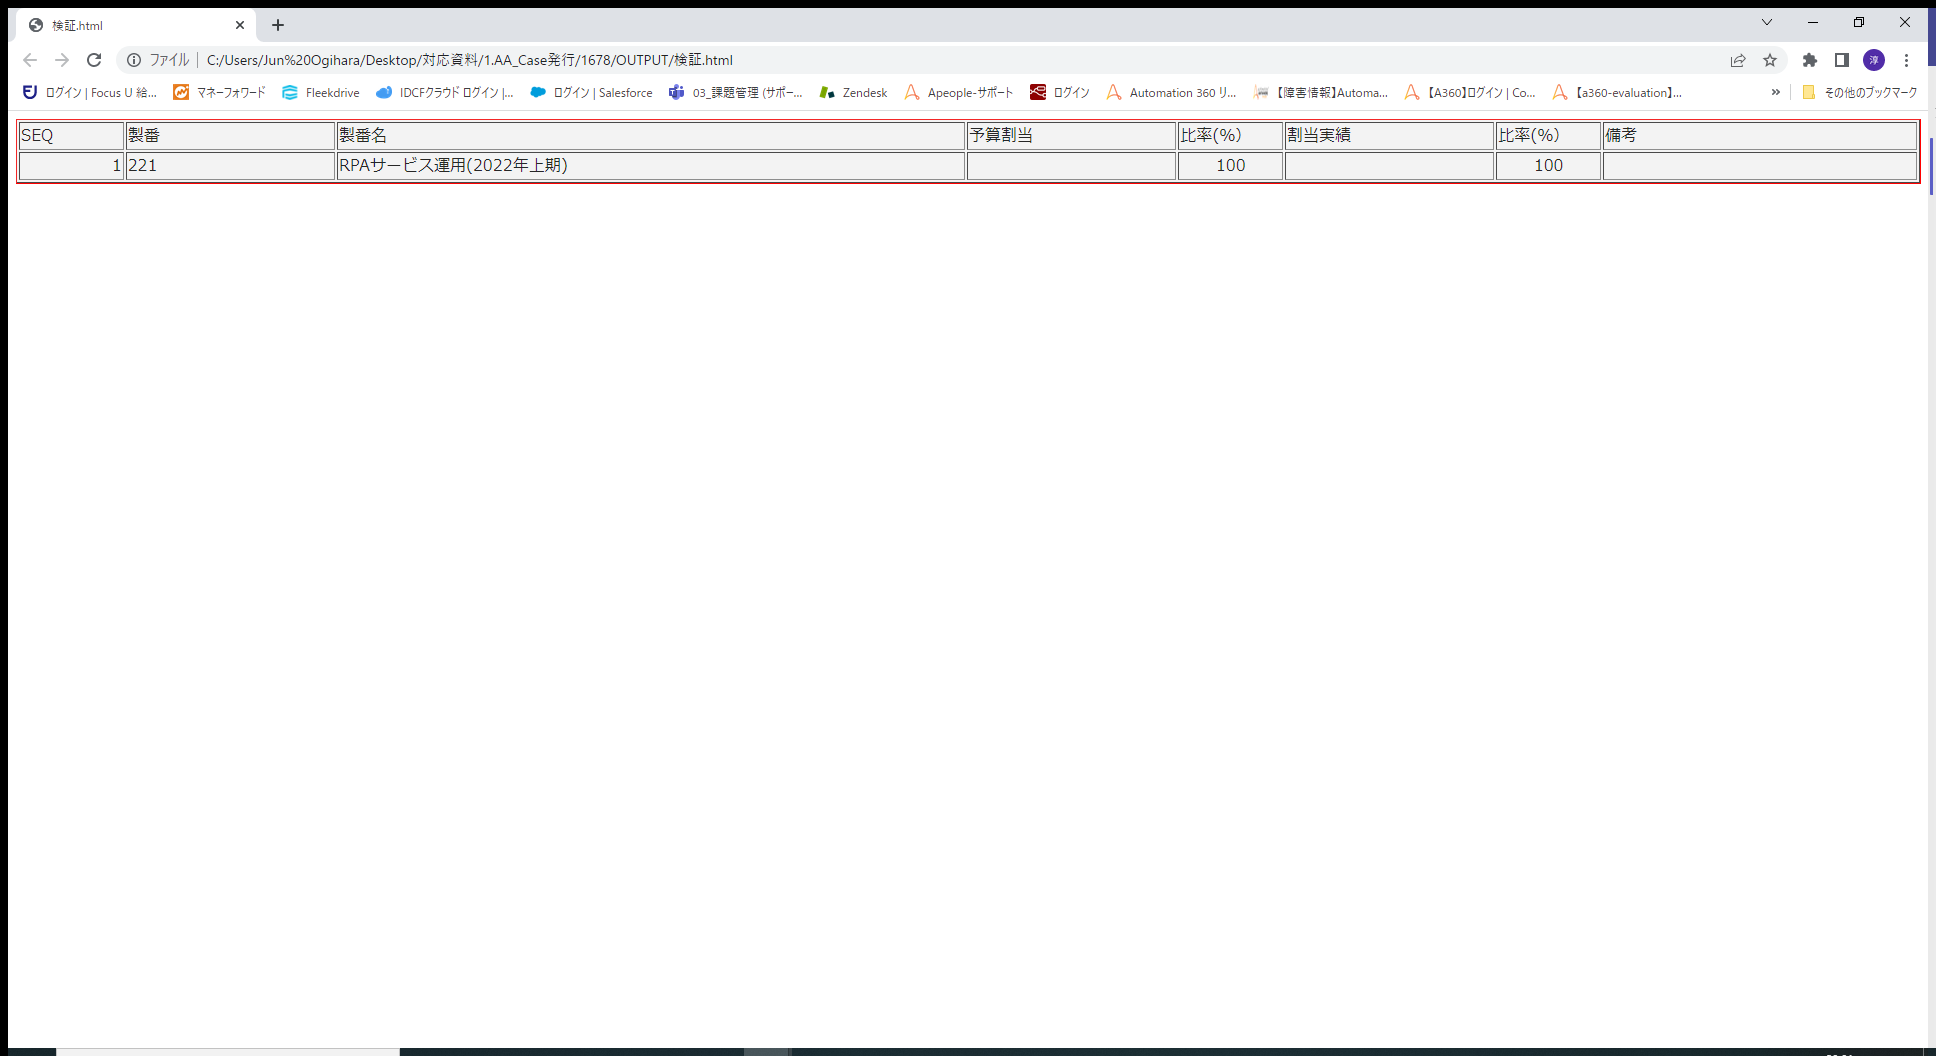 検証.html
ファイル C:/Users/Jun%20Ogihara/Desktop/対応資料/1.AA_Case発行/1678/OUTPUT/検証.html 淳
ログイン | Focus U 給... マネーフォワード Fleekdrive IDCFクラウド ログイン |... ログイン | Salesforce 03_課題管理 (サポー... Zendesk Apeople-サポート ログイン Automation 360 リ... 【障害情報】Automa... 【A360】ログイン | Co... 【a360-evaluation】... » その他のブックマーク
SEQ 製番 製番名 予算割当 比率(%) 割当実績 比率(%) 備考
1 221 RPAサービス運用(2022年上期) 100 100